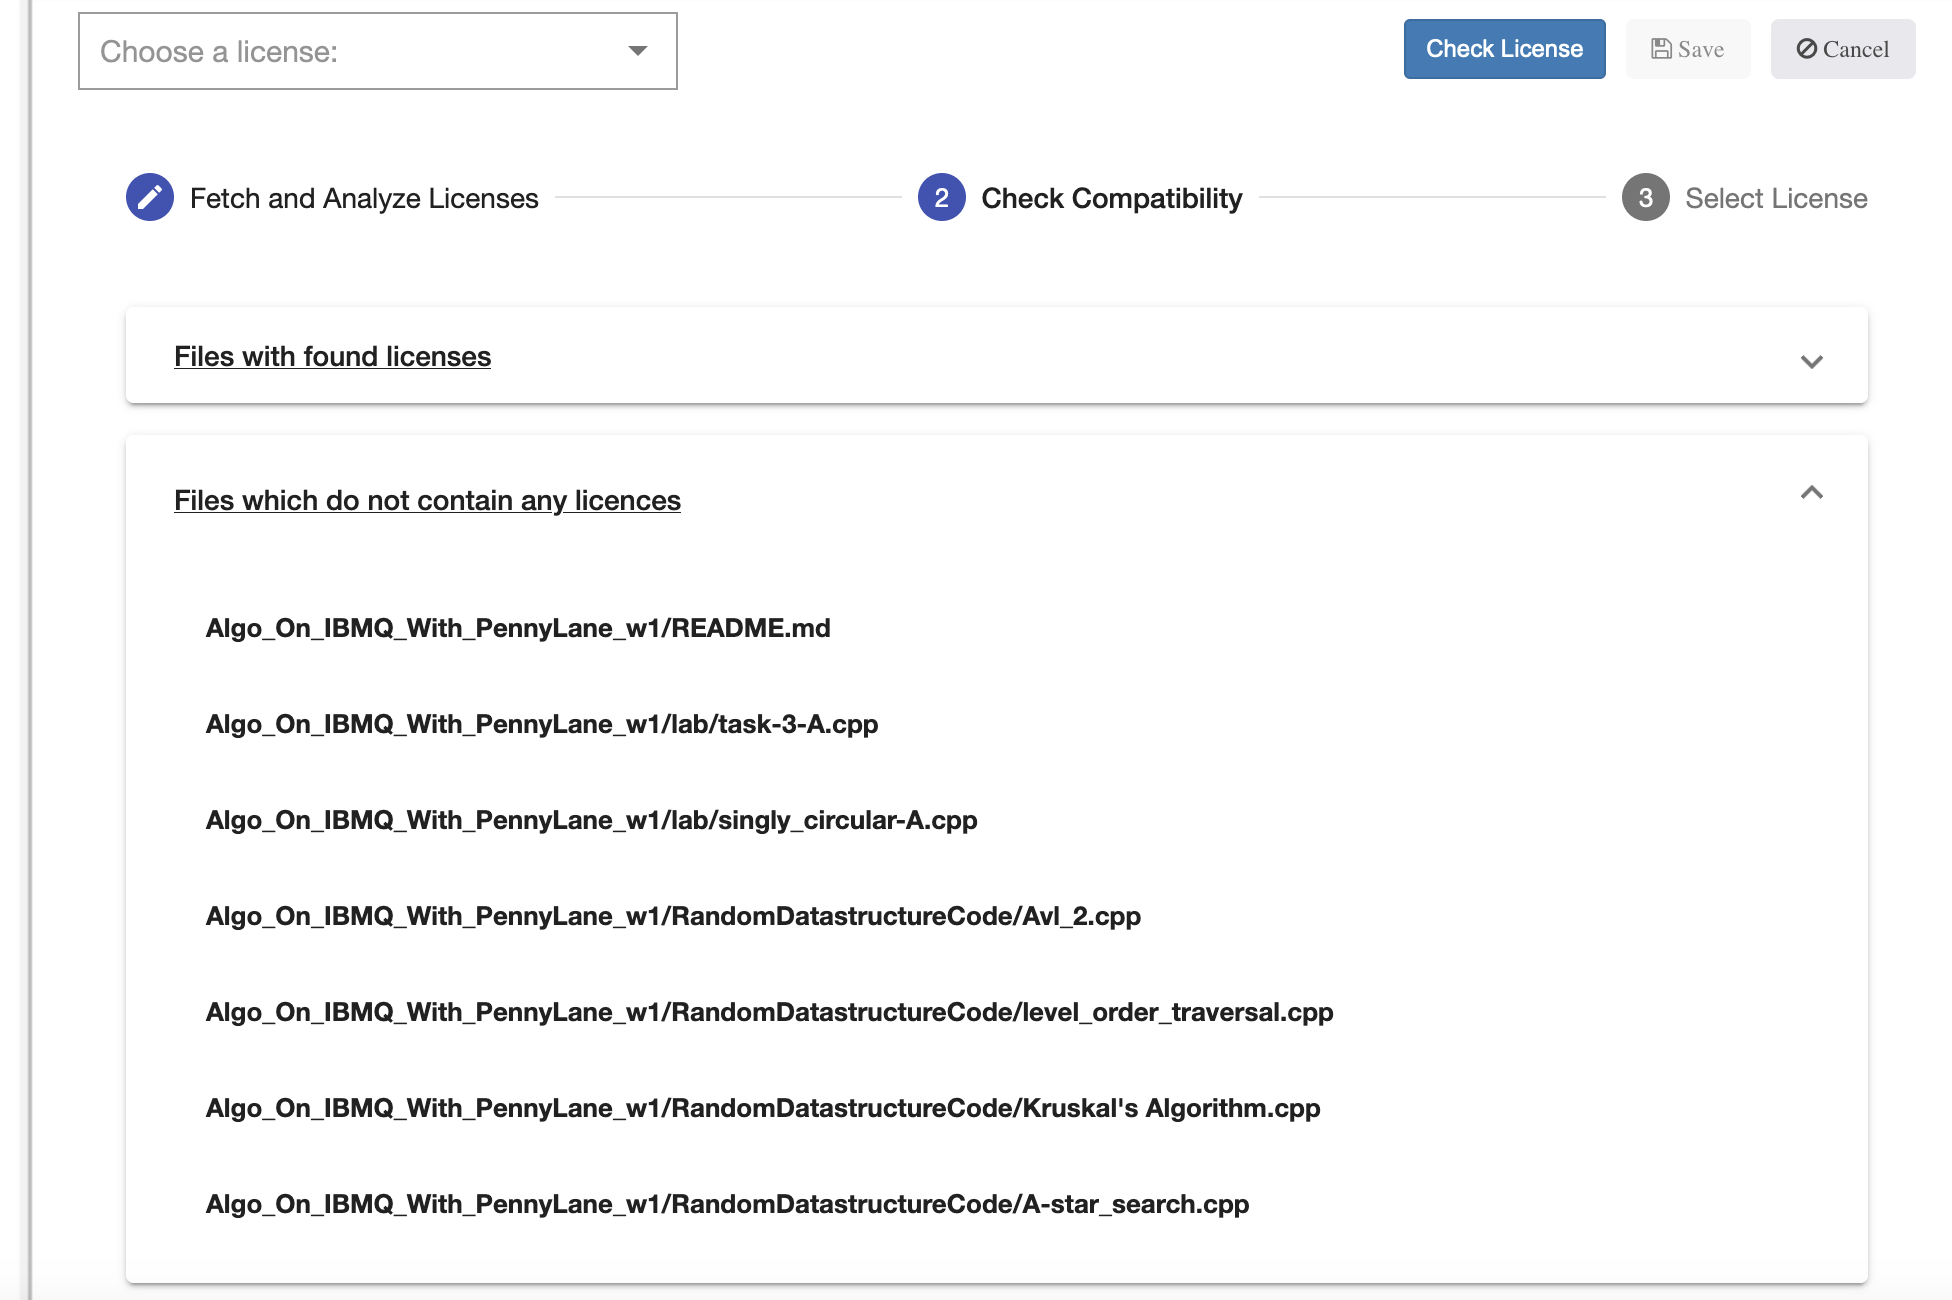 Choose a license:
Check License
Save
Cancel
Fetch and Analyze Licenses
2 Check Compatibility
3 Select License
Files with found licenses
Files which do not contain any licences
Algo_On_IBMQ_With_PennyLane_w1/README.md
Algo_On_IBMQ_With_PennyLane_w1/lab/task-3-A.cpp
Algo_On_IBMQ_With_PennyLane_w1/lab/singly_circular-A.cpp
Algo_On_IBMQ_With_PennyLane_w1/RandomDatastructureCode/Avl_2.cpp
Algo_On_IBMQ_With_PennyLane_w1/RandomDatastructureCode/level_order_traversal.cpp
Algo_On_IBMQ_With_PennyLane_w1/RandomDatastructureCode/Kruskal's Algorithm.cpp
Algo_On_IBMQ_With_PennyLane_w1/RandomDatastructureCode/A-star_search.cpp